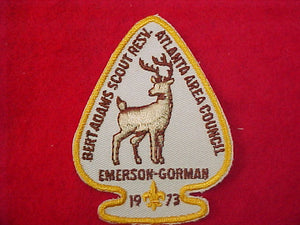 BERT ADAMS SCOUT RESV.
ATLANTA AREA COUNCIL
EMERSON-GORMAN
19 73